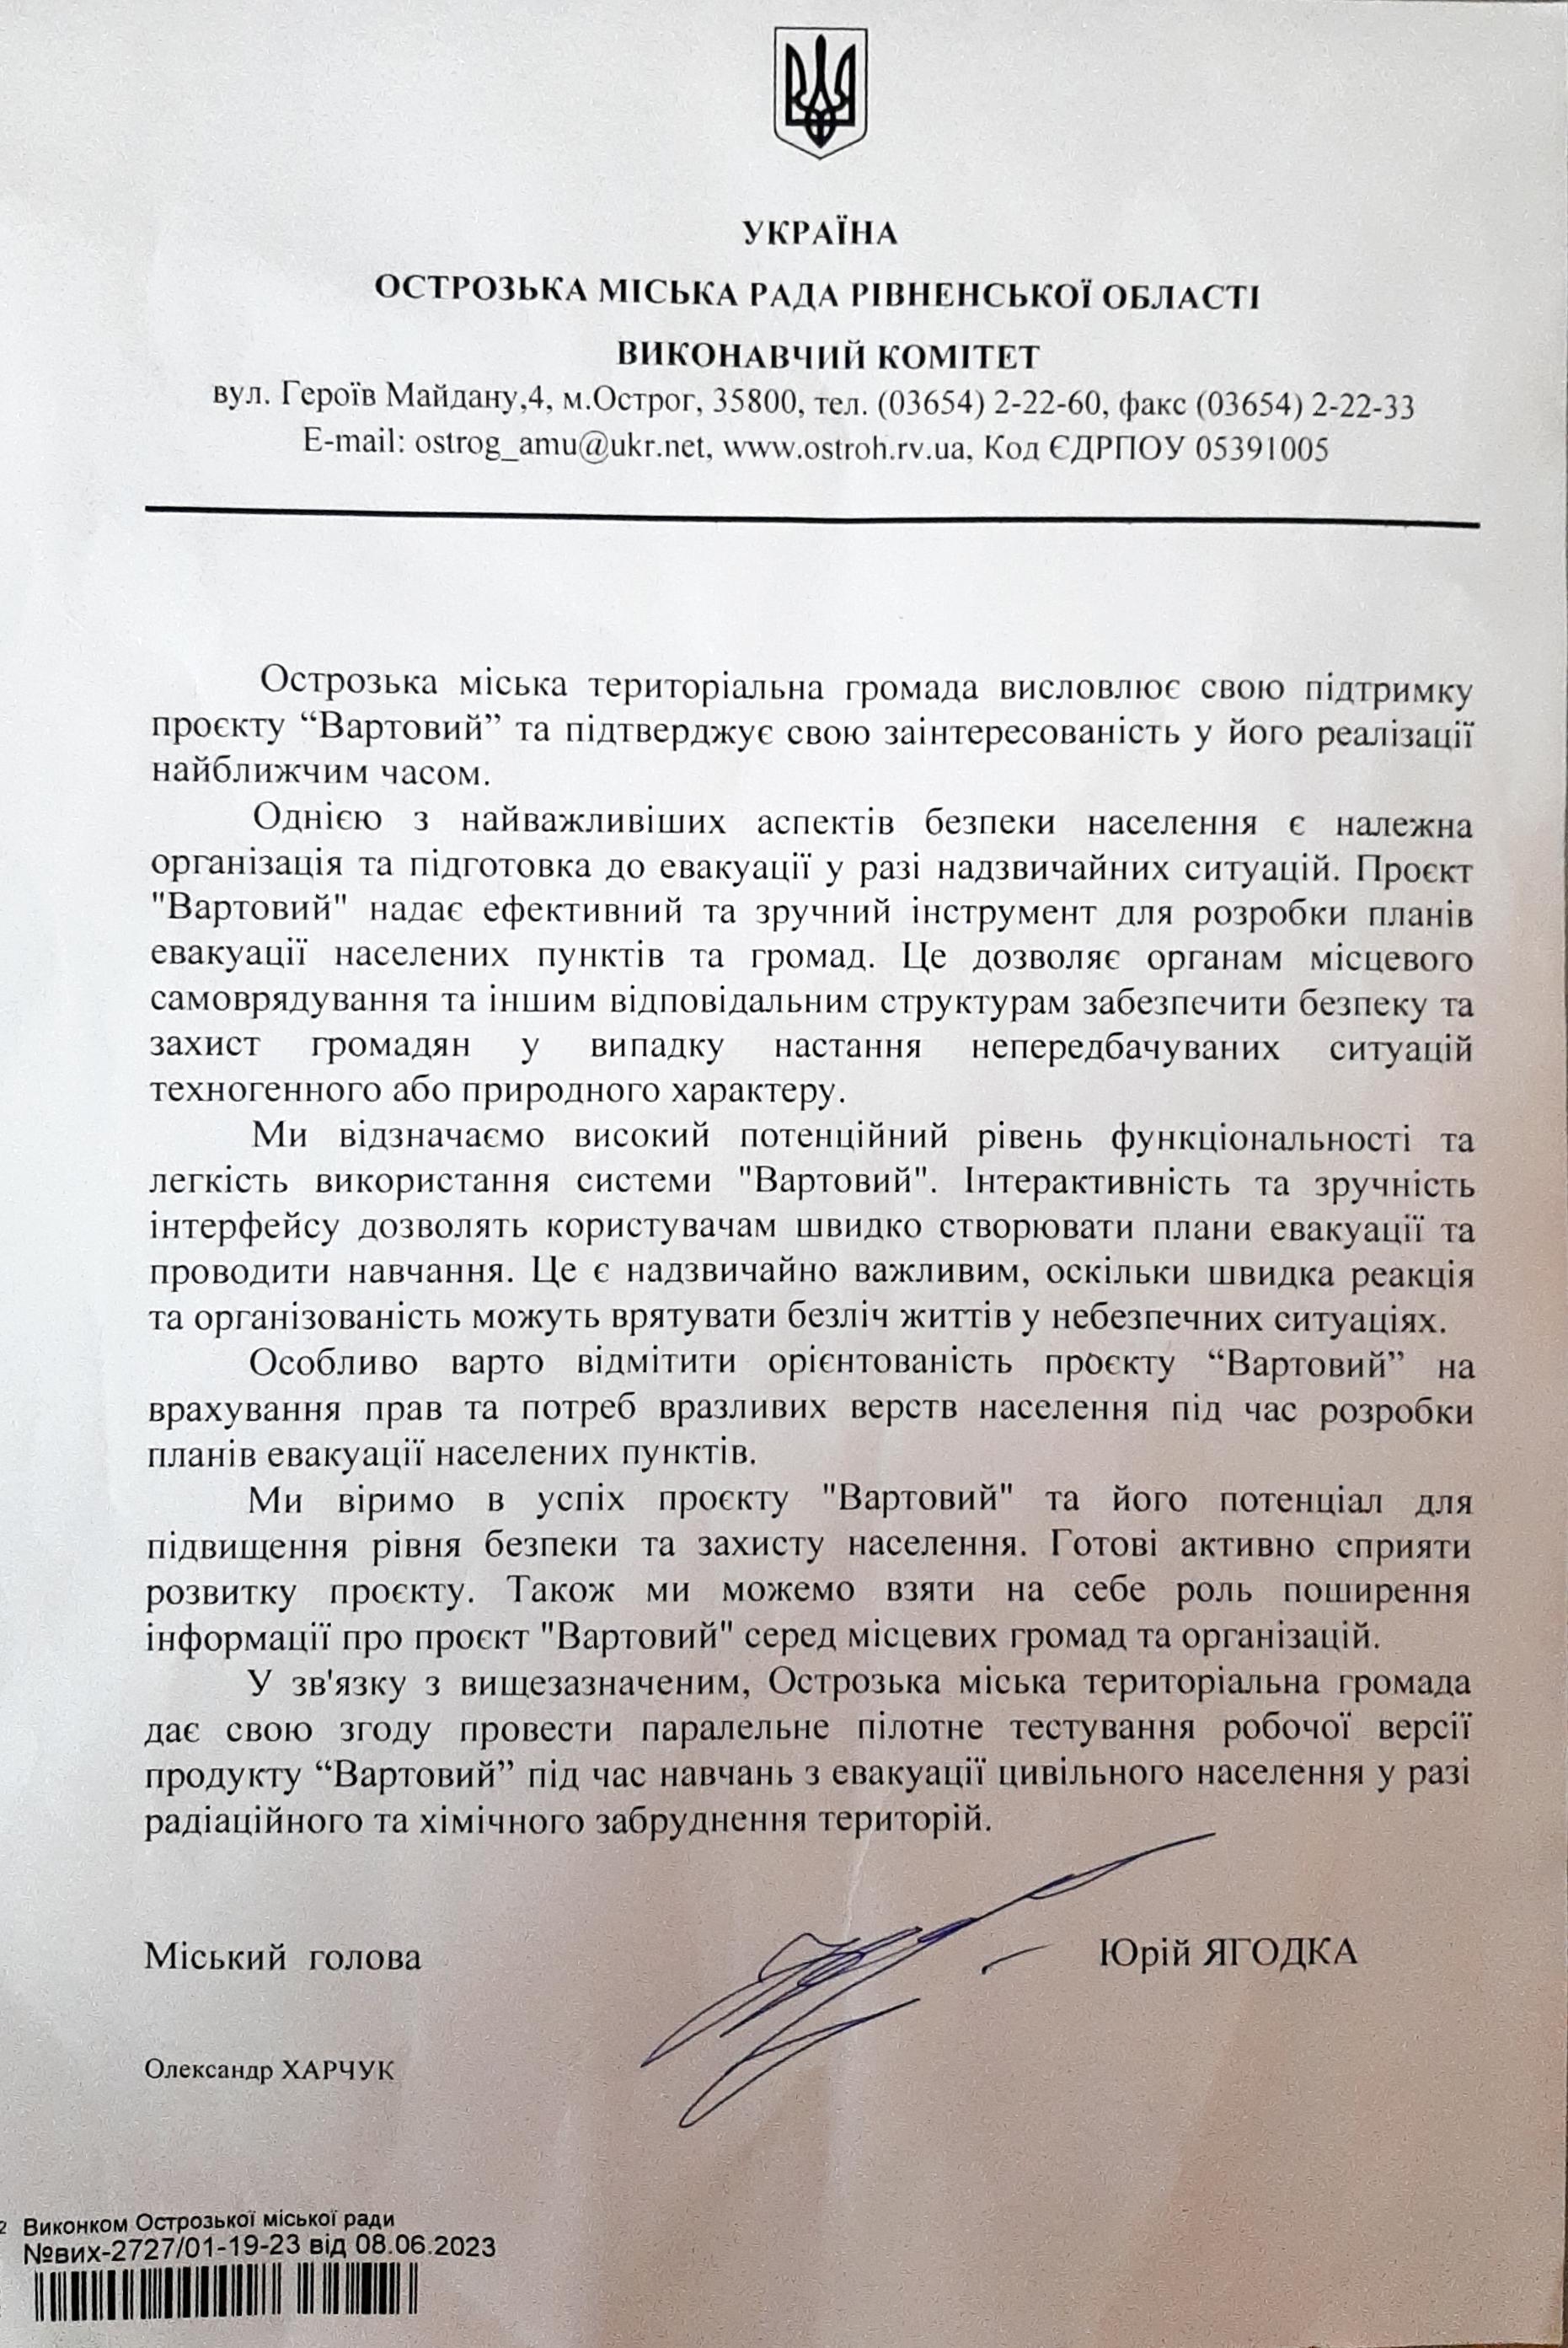 УКРАЇНА
ОСТРОЗЬКА МІСЬКА РАДА РІВНЕНСЬКОЇ ОБЛАСТІ
ВИКОНАВЧИЙ КОМІТЕТ
вул. Героїв Майдану,4, м.Острог, 35800, тел. (03654) 2-22-60, факс (03654) 2-22-33
E-mail: ostrog_amu@ukr.net, www.ostroh.rv.ua, Код ЄДРПОУ 05391005
Острозька міська територіальна громада висловлює свою підтримку
проєкту “Вартовий” та підтверджує свою заінтересованість у його реалізації
найближчим часом.
Однією з найважливіших аспектів безпеки населення є належна
організація та підготовка до евакуації у разі надзвичайних ситуацій. Проєкт
"Вартовий" надає ефективний та зручний інструмент для розробки планів
евакуації населених пунктів та громад. Це дозволяє органам місцевого
самоврядування та іншим відповідальним структурам забезпечити безпеку та
захист громадян у випадку настання непередбачуваних ситуацій
техногенного або природного характеру.
Ми відзначаємо високий потенційний рівень функціональності та
легкість використання системи "Вартовий". Інтерактивність та зручність
інтерфейсу дозволять користувачам швидко створювати плани евакуації та
проводити навчання. Це є надзвичайно важливим, оскільки швидка реакція
та організованість можуть врятувати безліч життів у небезпечних ситуаціях.
Особливо варто відмітити орієнтованість проєкту “Вартовий” на
врахування прав та потреб вразливих верств населення під час розробки
планів евакуації населених пунктів.
Ми віримо в успіх проєкту "Вартовий" та його потенціал для
підвищення рівня безпеки та захисту населення. Готові активно сприяти
розвитку проєкту. Також ми можемо взяти на себе роль поширення
інформації про проєкт "Вартовий" серед місцевих громад та організацій.
У зв'язку з вищезазначеним, Острозька міська територіальна громада
дає свою згоду провести паралельне пілотне тестування робочої версії
продукту “Вартовий” під час навчань з евакуації цивільного населення у разі
радіаційного та хімічного забруднення територій.
Міський голова Юрій ЯГОДКА
Олександр ХАРЧУК
2 Виконком Острозької міської ради
№вих-2727/01-19-23 від 08.06.2023